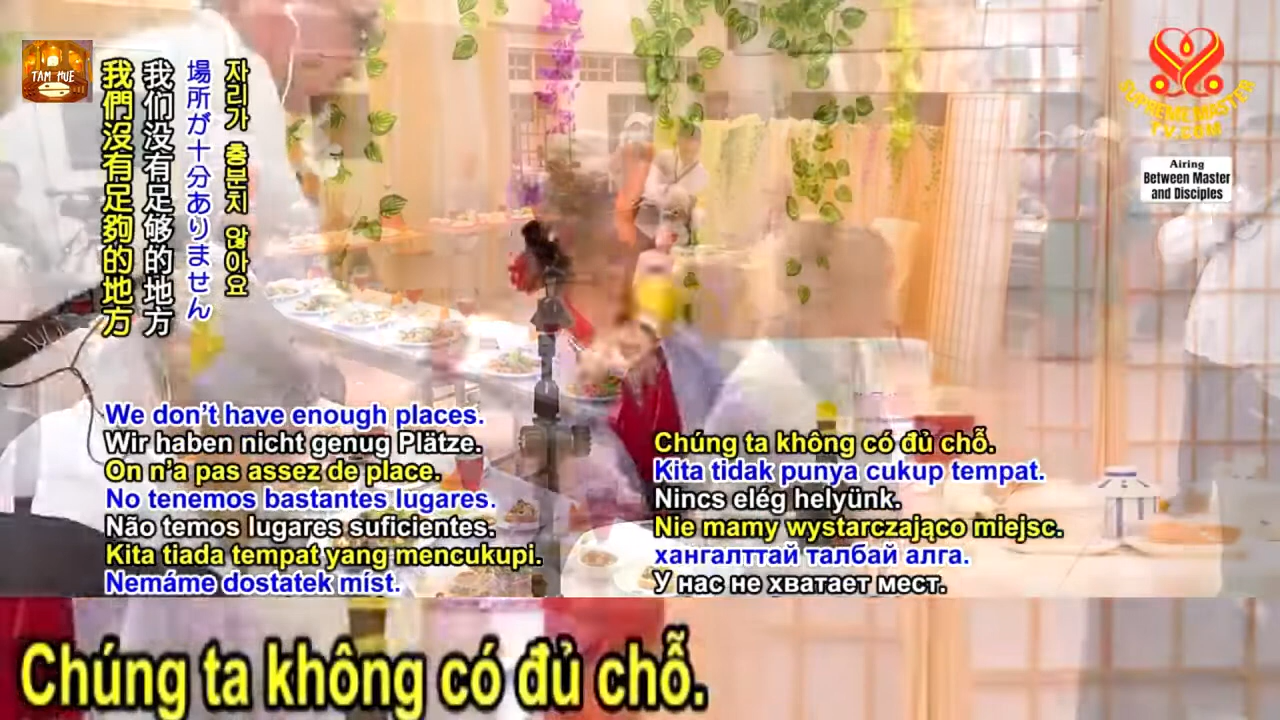 TAM HUE
我們沒有足夠的地方
我们没有足够的地方
場所が十分ありません
자리가 충분치 않아요
SUPREME MASTER
TV.COM
Airing
Between Master
and Disciples
We don't have enough places.
Wir haben nicht genug Plätze.
On n'a pas assez de place.
No tenemos bastantes lugares.
Não temos lugares suficientes.
Kita tiada tempat yang mencukupi.
Nemáme dostatek míst.
Chúng ta không có đủ chỗ.
Kita tidak punya cukup tempat.
Nincs elég helyünk.
Nie mamy wystarczająco miejsc.
хангалттай талбай алга.
У нас не хватает мест.
Chúng ta không có đủ chỗ.